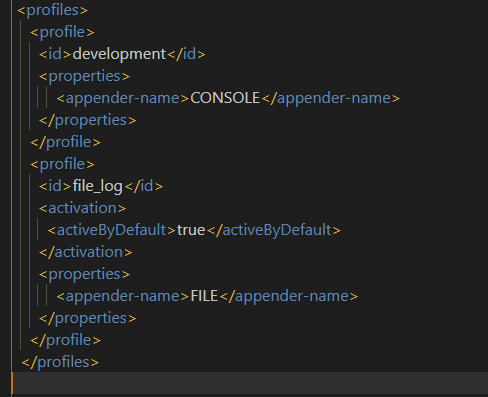 <profiles>
<profile>
<id>development</id>
<properties>
<appender-name>CONSOLE</appender-name>
</properties>
</profile>
<profile>
<id>file_log</id>
<activation>
<activeByDefault>true</activeByDefault>
</activation>
<properties>
<appender-name>FILE</appender-name>
</properties>
</profile>
</profiles>